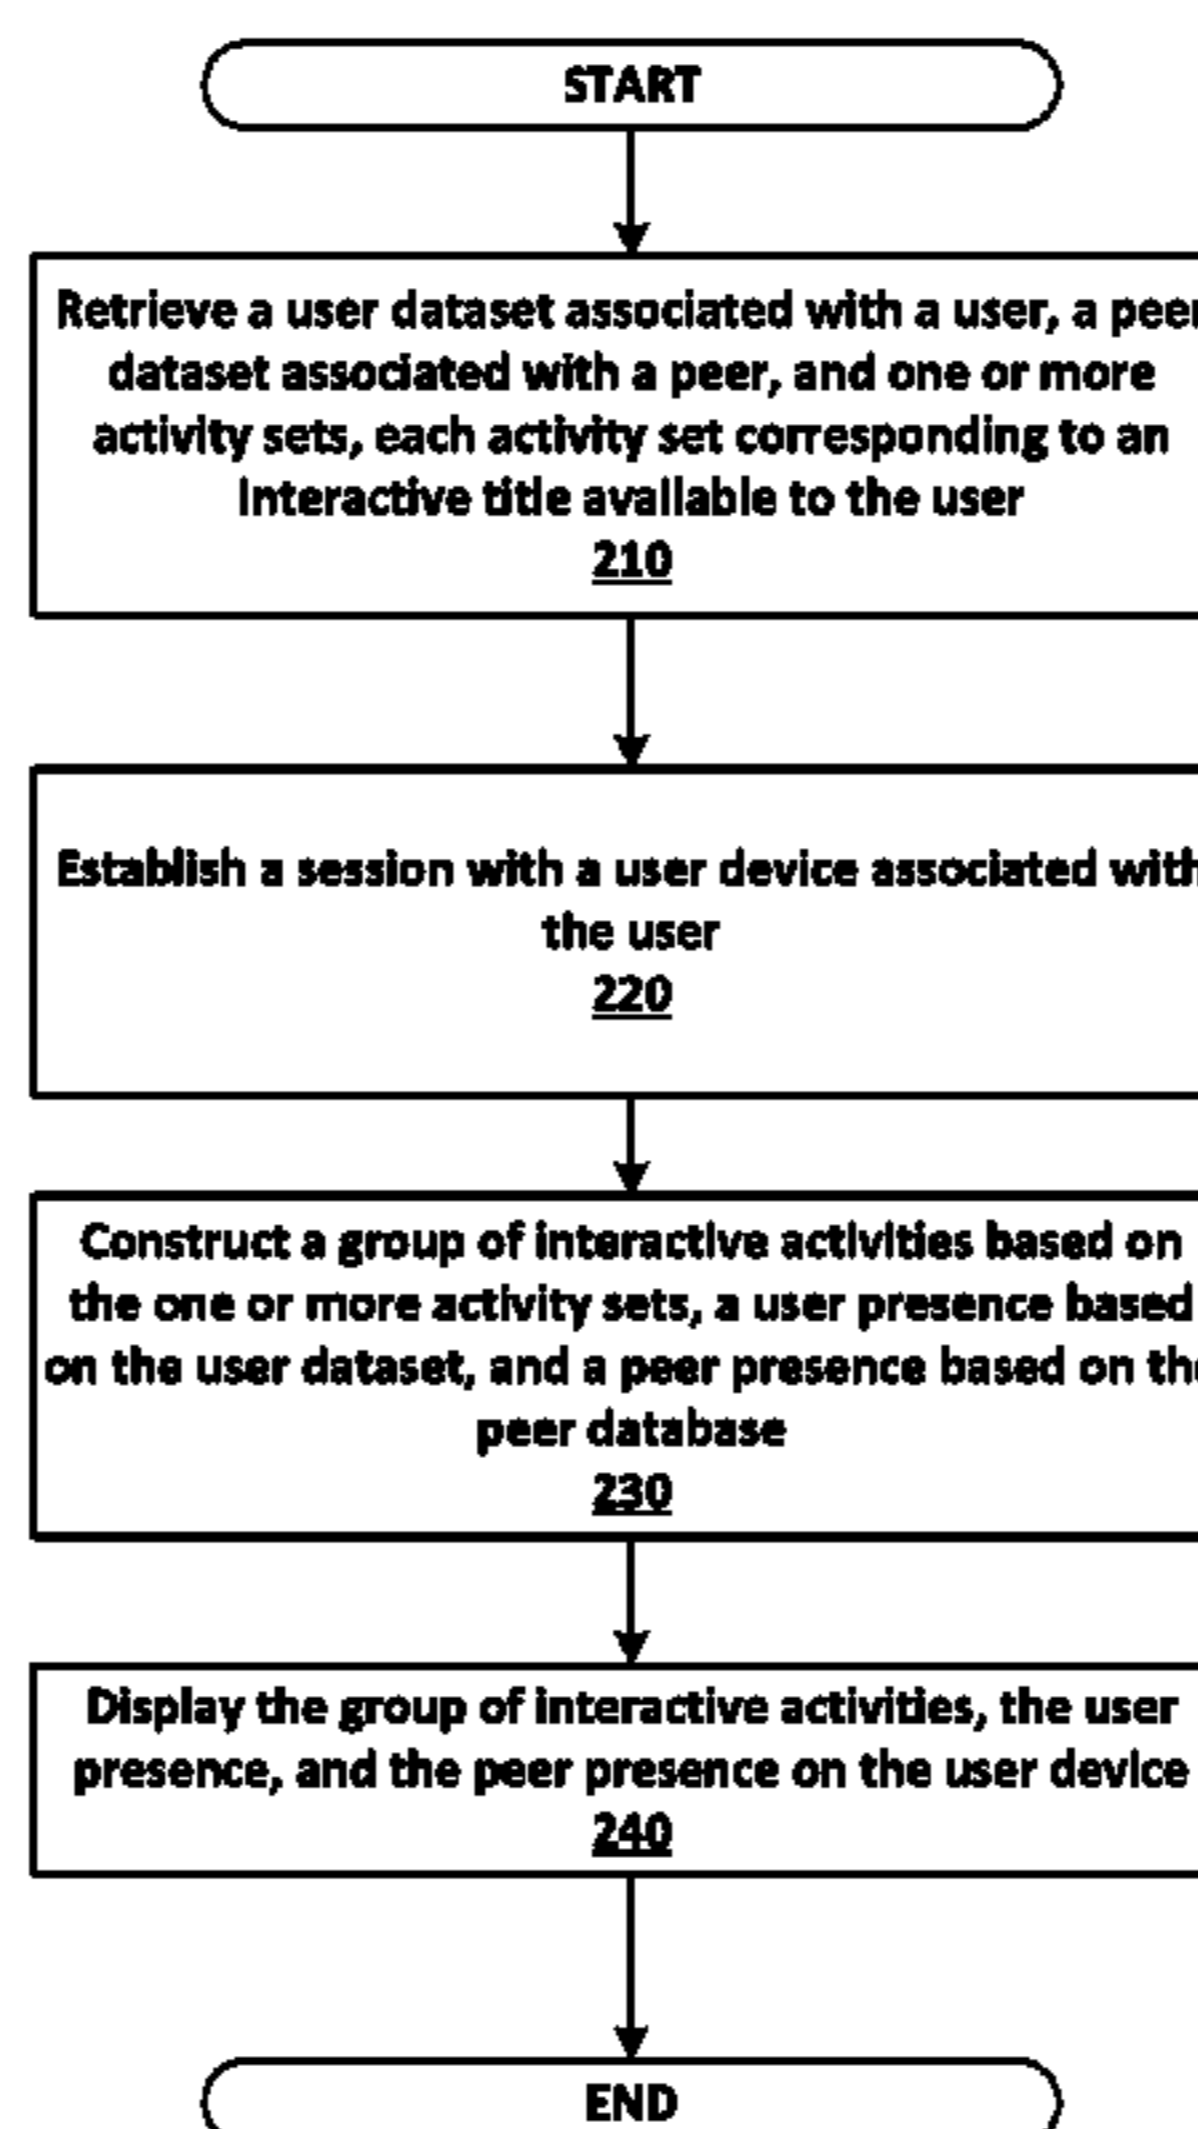 START
Retrieve a user dataset associated with a user, a peer
dataset associated with a peer, and one or more
activity sets, each activity set corresponding to an
interactive title available to the user
210
Establish a session with a user device associated with
the user
220
Construct a group of interactive activities based on
the one or more activity sets, a user presence based
on the user dataset, and a peer presence based on the
peer database
230
Display the group of interactive activities, the user
presence, and the peer presence on the user device
240
END